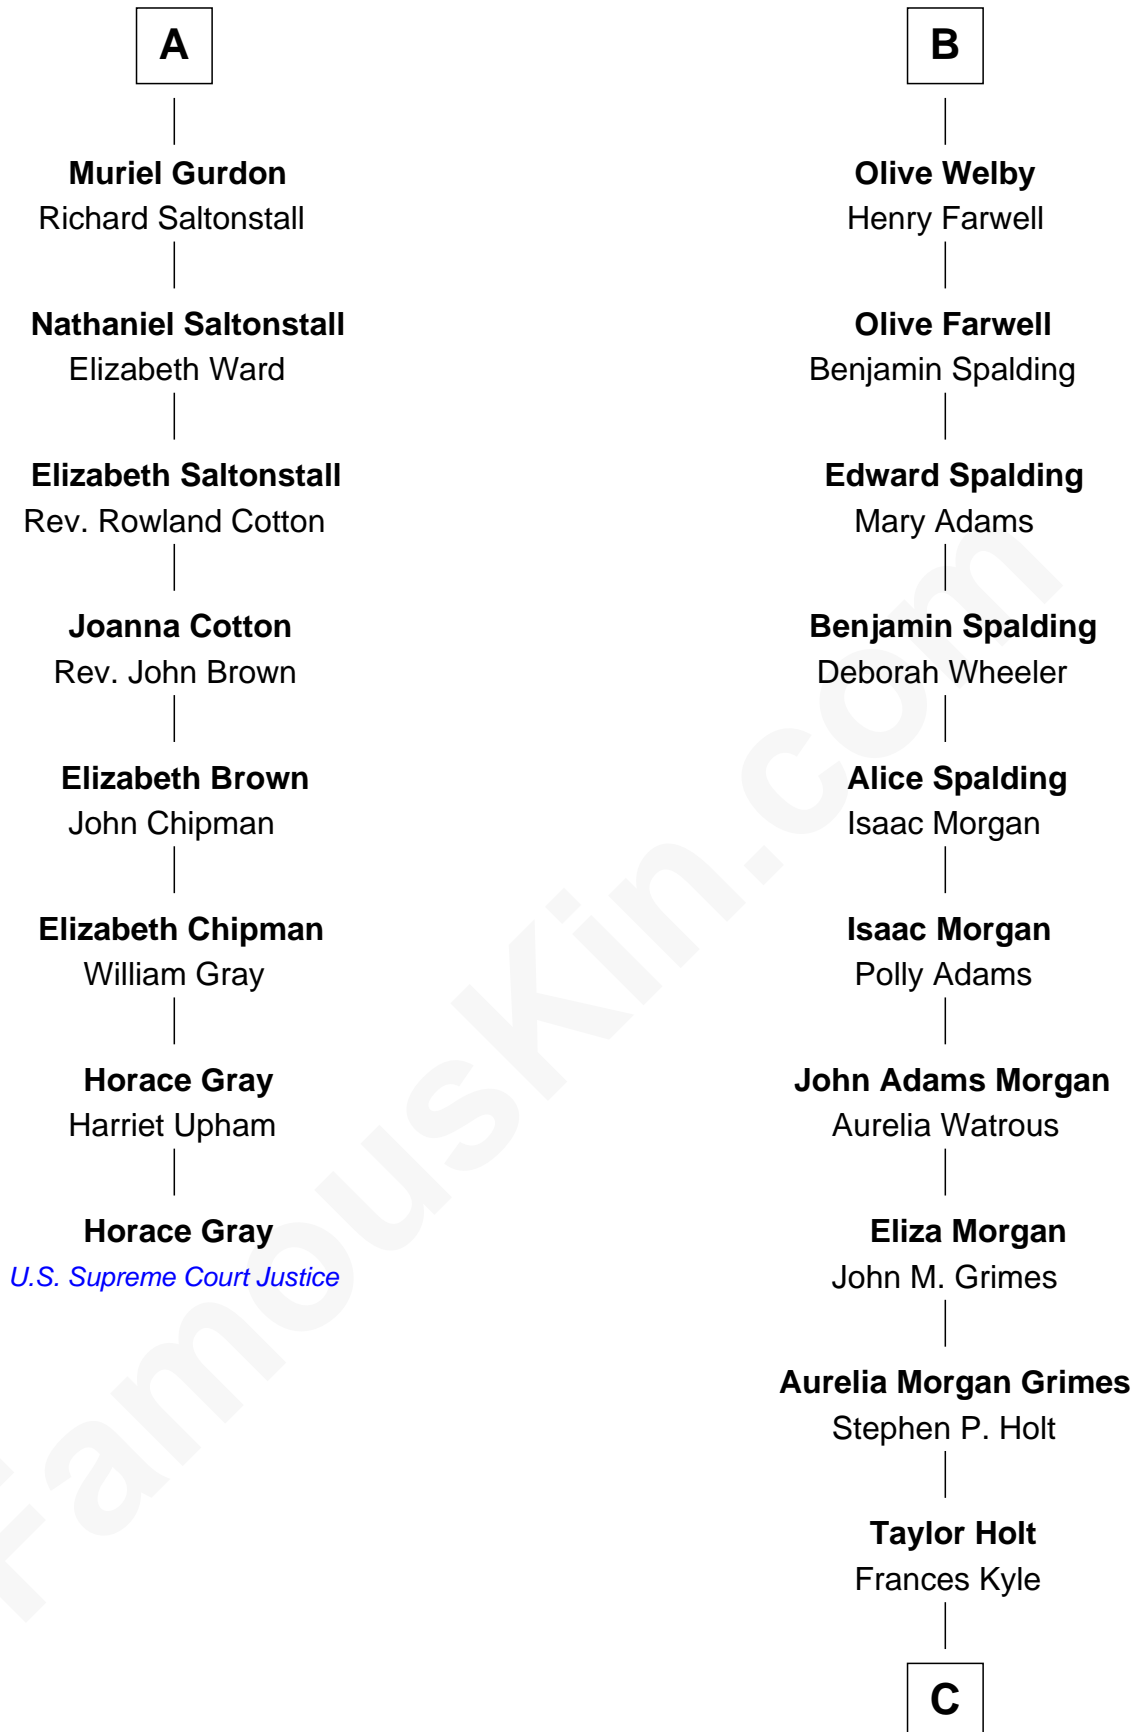 A
Muriel Gurdon
Richard Saltonstall
Nathaniel Saltonstall
Elizabeth Ward
Elizabeth Saltonstall
Rev. Rowland Cotton
Joanna Cotton
Rev. John Brown
Elizabeth Brown
John Chipman
Elizabeth Chipman
William Gray
Horace Gray
Harriet Upham
Horace Gray
U.S. Supreme Court Justice
B
Olive Welby
Henry Farwell
Olive Farwell
Benjamin Spalding
Edward Spalding
Mary Adams
Benjamin Spalding
Deborah Wheeler
Alice Spalding
Isaac Morgan
Isaac Morgan
Polly Adams
John Adams Morgan
Aurelia Watrous
Eliza Morgan
John M. Grimes
Aurelia Morgan Grimes
Stephen P. Holt
Taylor Holt
Frances Kyle
C
FamousKin.com